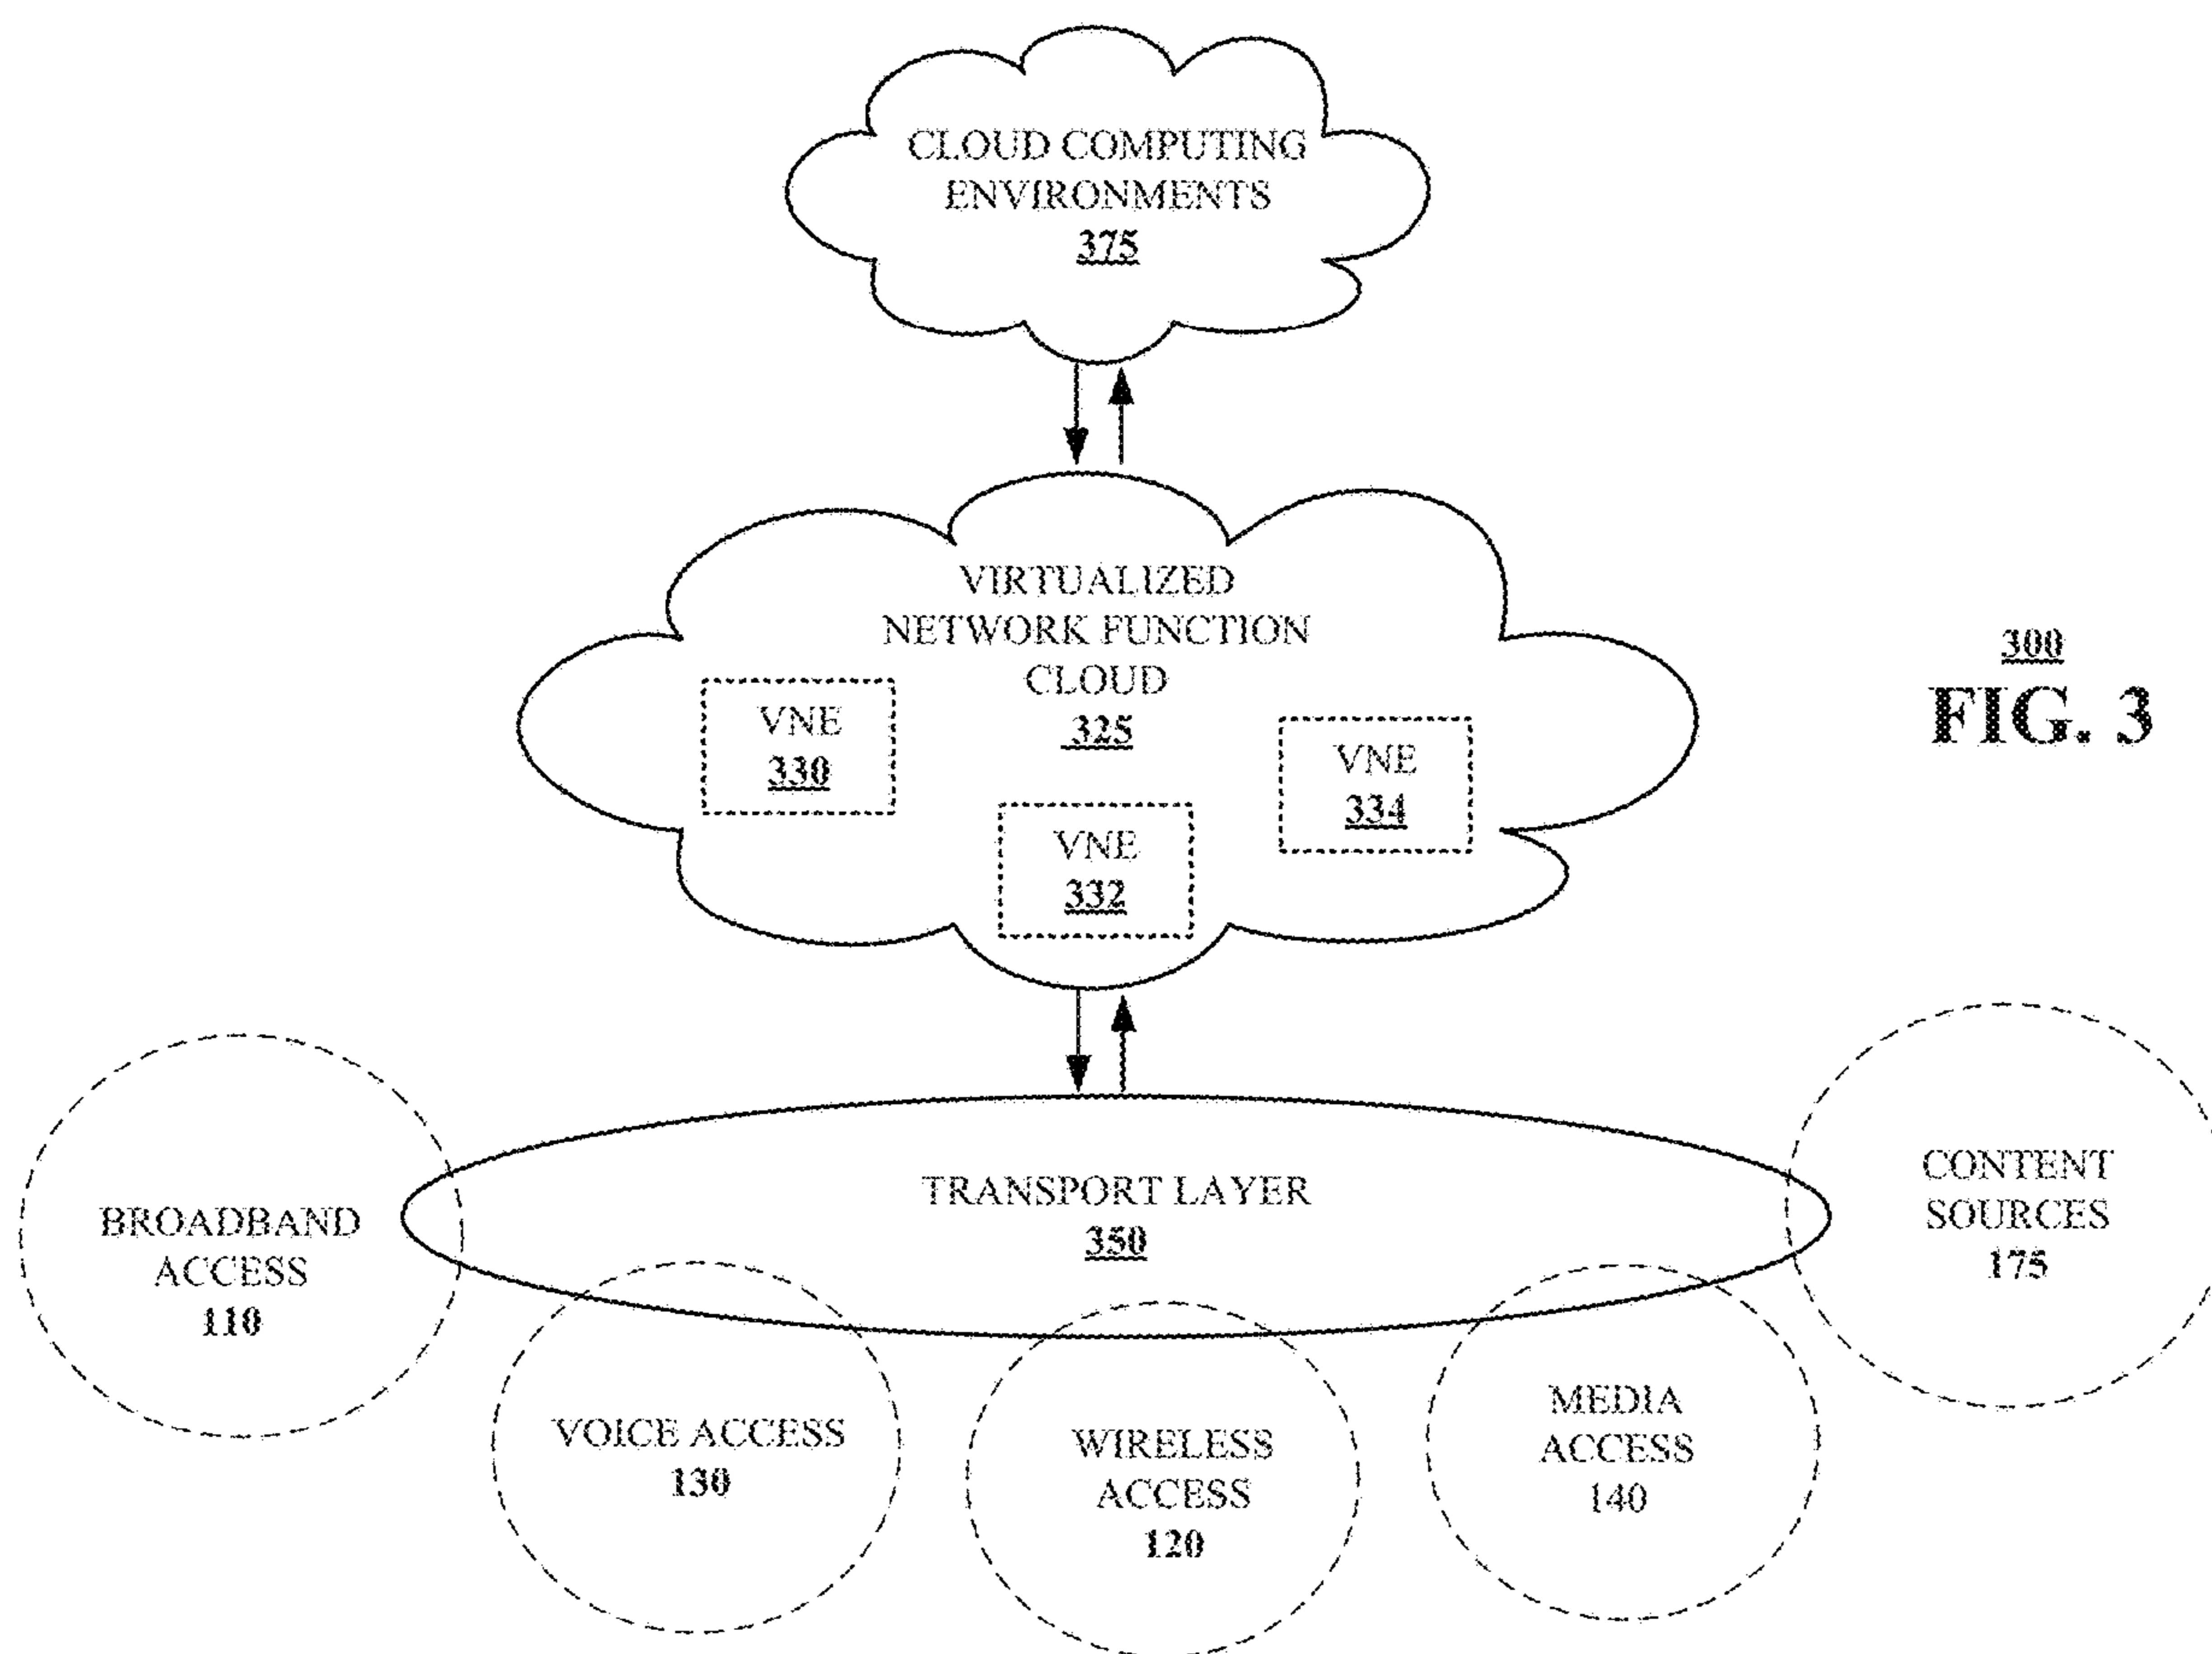 CLOUD COMPUTING
ENVIRONMENTS
375
VIRTUALIZED
NETWORK FUNCTION
CLOUD
325
VNE
330
VNE
332
VNE
334
300
FIG. 3
TRANSPORT LAYER
350
BROADBAND
ACCESS
110
VOICE ACCESS
130
WIRELESS
ACCESS
120
MEDIA
ACCESS
140
CONTENT
SOURCES
175